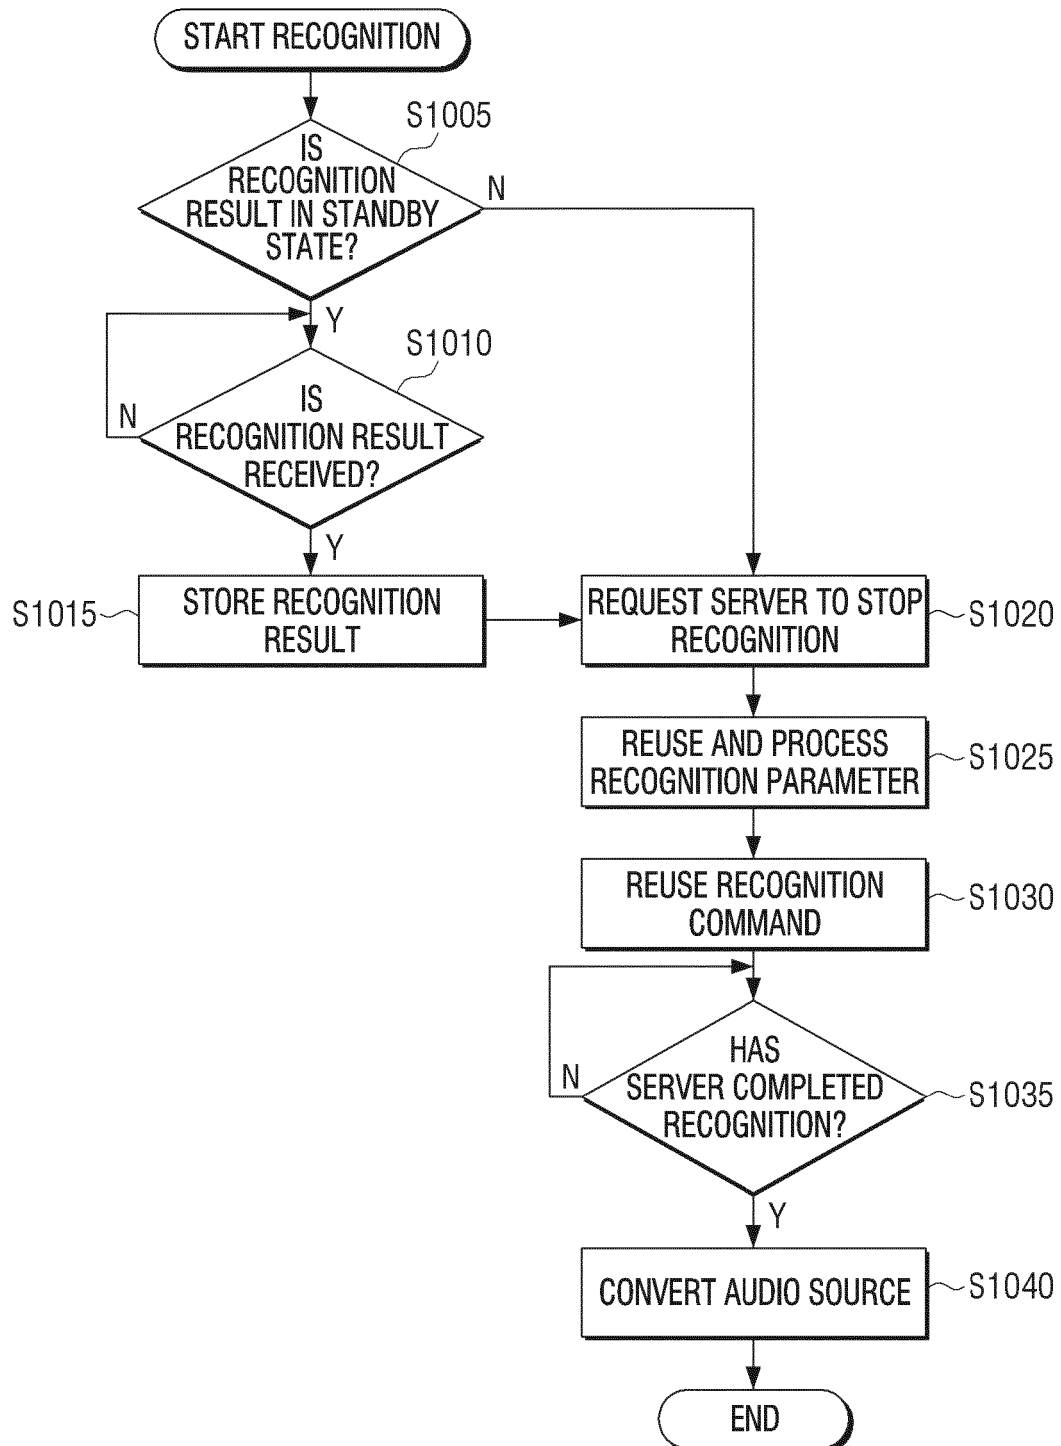 START RECOGNITION
S1005
IS
RECOGNITION
RESULT IN STANDBY
STATE?
N
Y
S1010
IS
RECOGNITION RESULT
RECEIVED?
N
Y
S1015
STORE RECOGNITION
RESULT
REQUEST SERVER TO STOP
RECOGNITION
S1020
REUSE AND PROCESS
RECOGNITION PARAMETER
S1025
REUSE RECOGNITION
COMMAND
S1030
HAS
SERVER COMPLETED
RECOGNITION?
N
S1035
Y
CONVERT AUDIO SOURCE
S1040
END